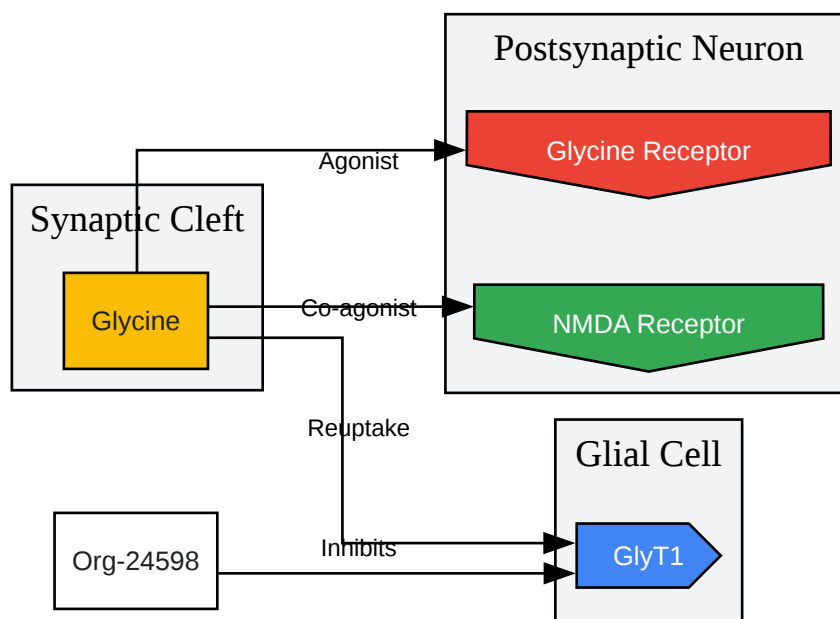 Postsynaptic Neuron
Glycine Receptor
Agonist
Synaptic Cleft
Glycine
Co-agonist
NMDA Receptor
Reuptake
Glial Cell
Inhibits
Org-24598
GlyT1